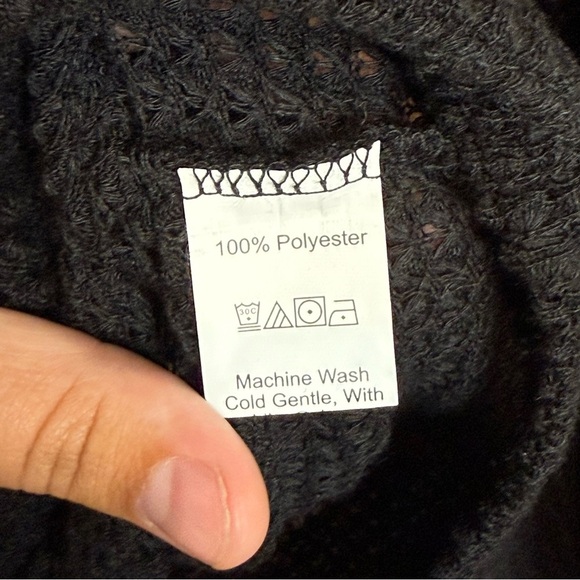 100% Polyester
30C
Machine Wash
Cold Gentle, With